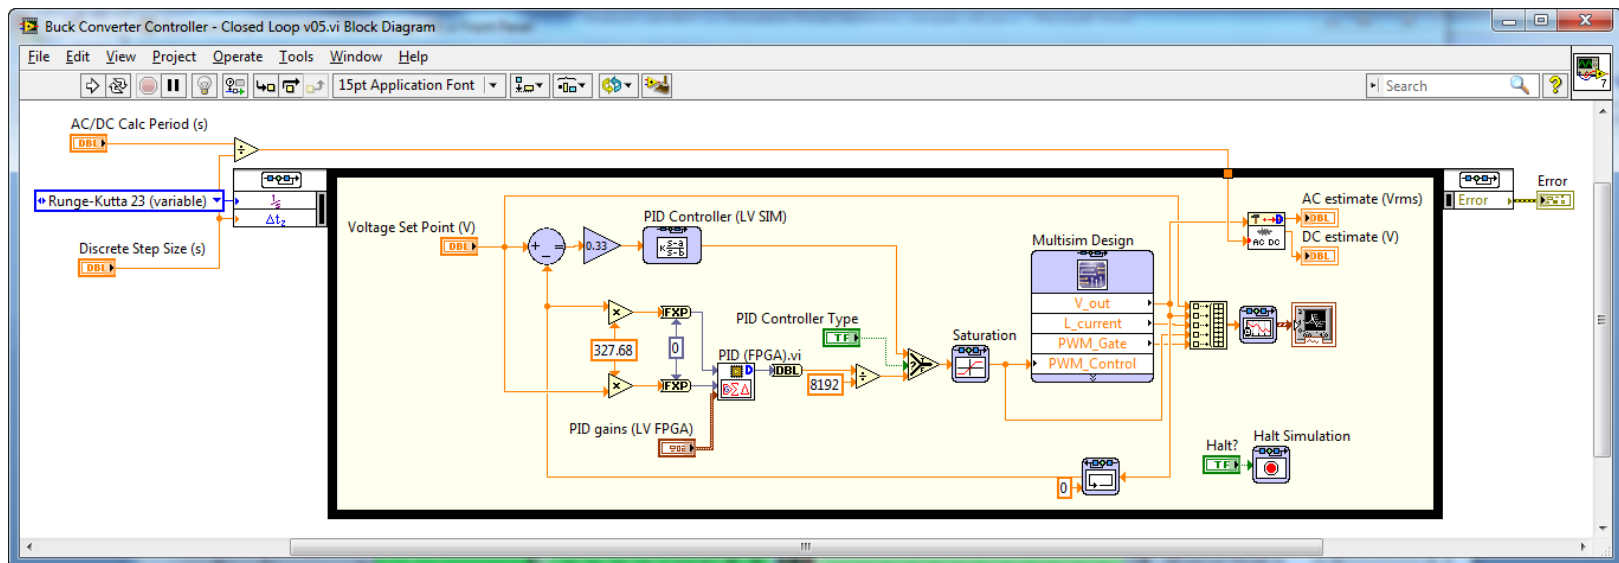 Buck Converter Controller - Closed Loop v05.vi Block Diagram
File Edit View Project Operate Tools Window Help
15pt Application Font
Search
7
AC/DC Calc Period (s)
DBL
Runge-Kutta 23 (variable)
Discrete Step Size (s)
DBL
Error
Error
Voltage Set Point (V)
DBL
0.33
PID Controller (LV SIM)
AC estimate (Vrms)
DBL
AC DC
DC estimate (V)
DBL
Multisim Design
V_out
L_current
PWM_Gate
PWM_Control
FXP
327.68
0
FXP
PID Controller Type
TF
PID (FPGA).vi
DBL
8192
Saturation
PID gains (LV FPGA)
Halt?
TF
Halt Simulation
0